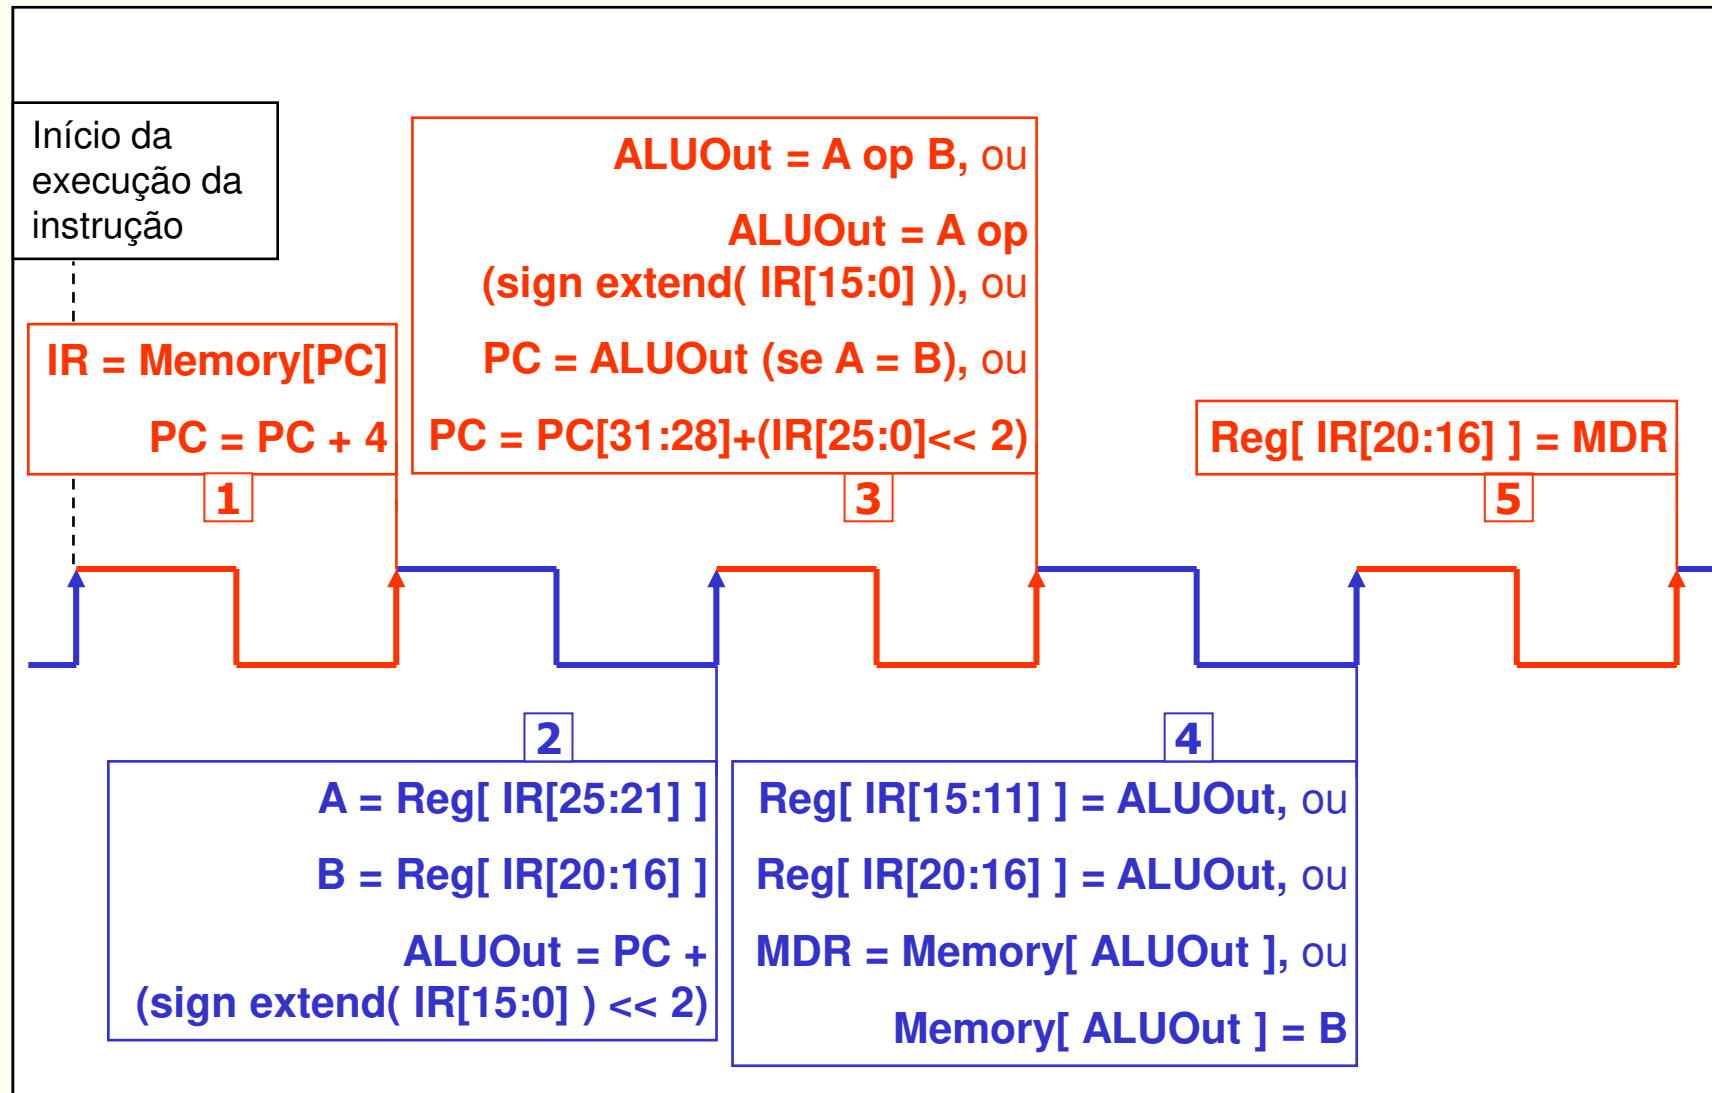 Início da
execução da
instrução
IR = Memory[PC]
PC = PC + 4
1
ALUOut = A op B, ou
ALUOut = A op
(sign extend( IR[15:0] )), ou
PC = ALUOut (se A = B), ou
PC = PC[31:28]+(IR[25:0]<< 2)
3
Reg[ IR[20:16] ] = MDR
5
2
A = Reg[ IR[25:21] ]
B = Reg[ IR[20:16] ]
ALUOut = PC +
(sign extend( IR[15:0] ) << 2)
4
Reg[ IR[15:11] ] = ALUOut, ou
Reg[ IR[20:16] ] = ALUOut, ou
MDR = Memory[ ALUOut ], ou
Memory[ ALUOut ] = B